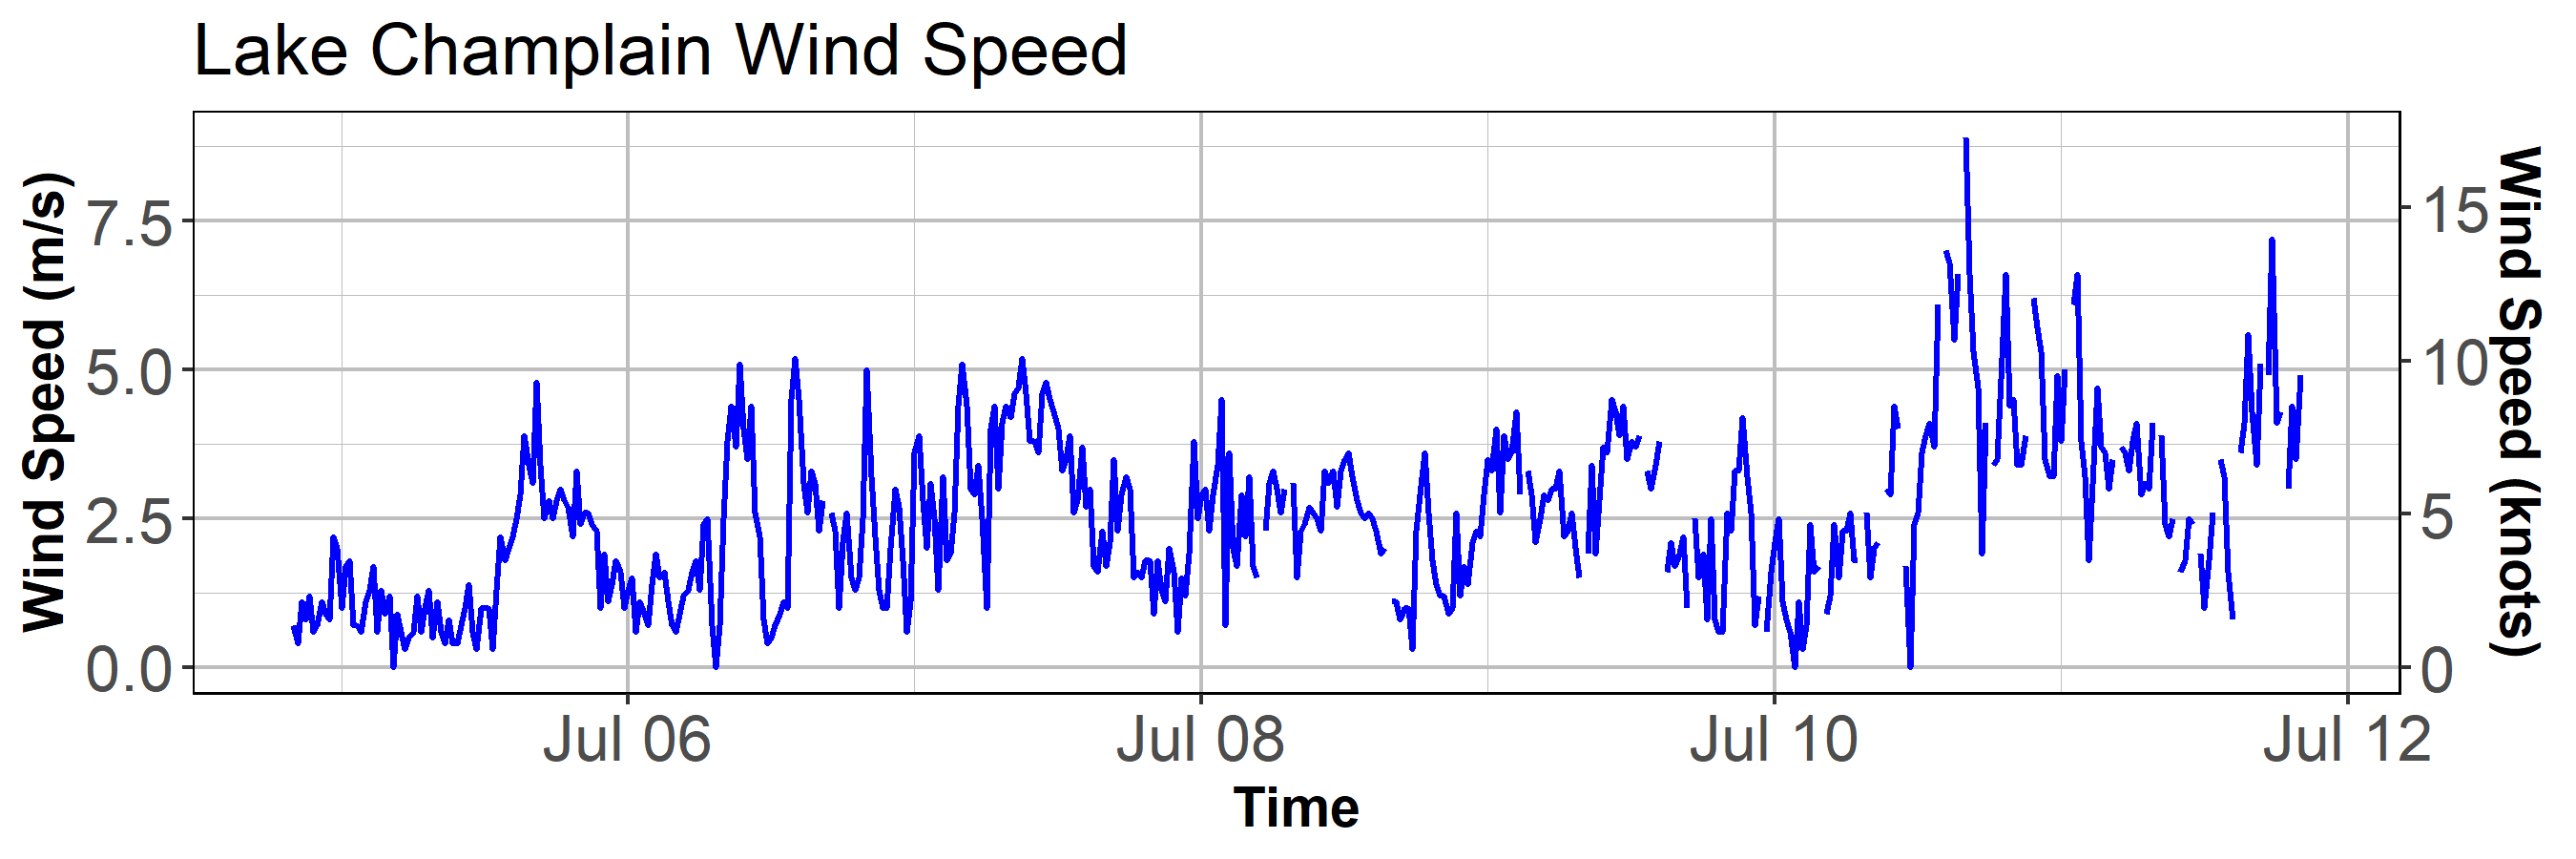 Lake Champlain Wind Speed
Wind Speed (m/s)
7.5
5.0
2.5
0.0
15
10
5
0
Wind Speed (knots)
Jul 06
Jul 08
Jul 10
Jul 12
Time